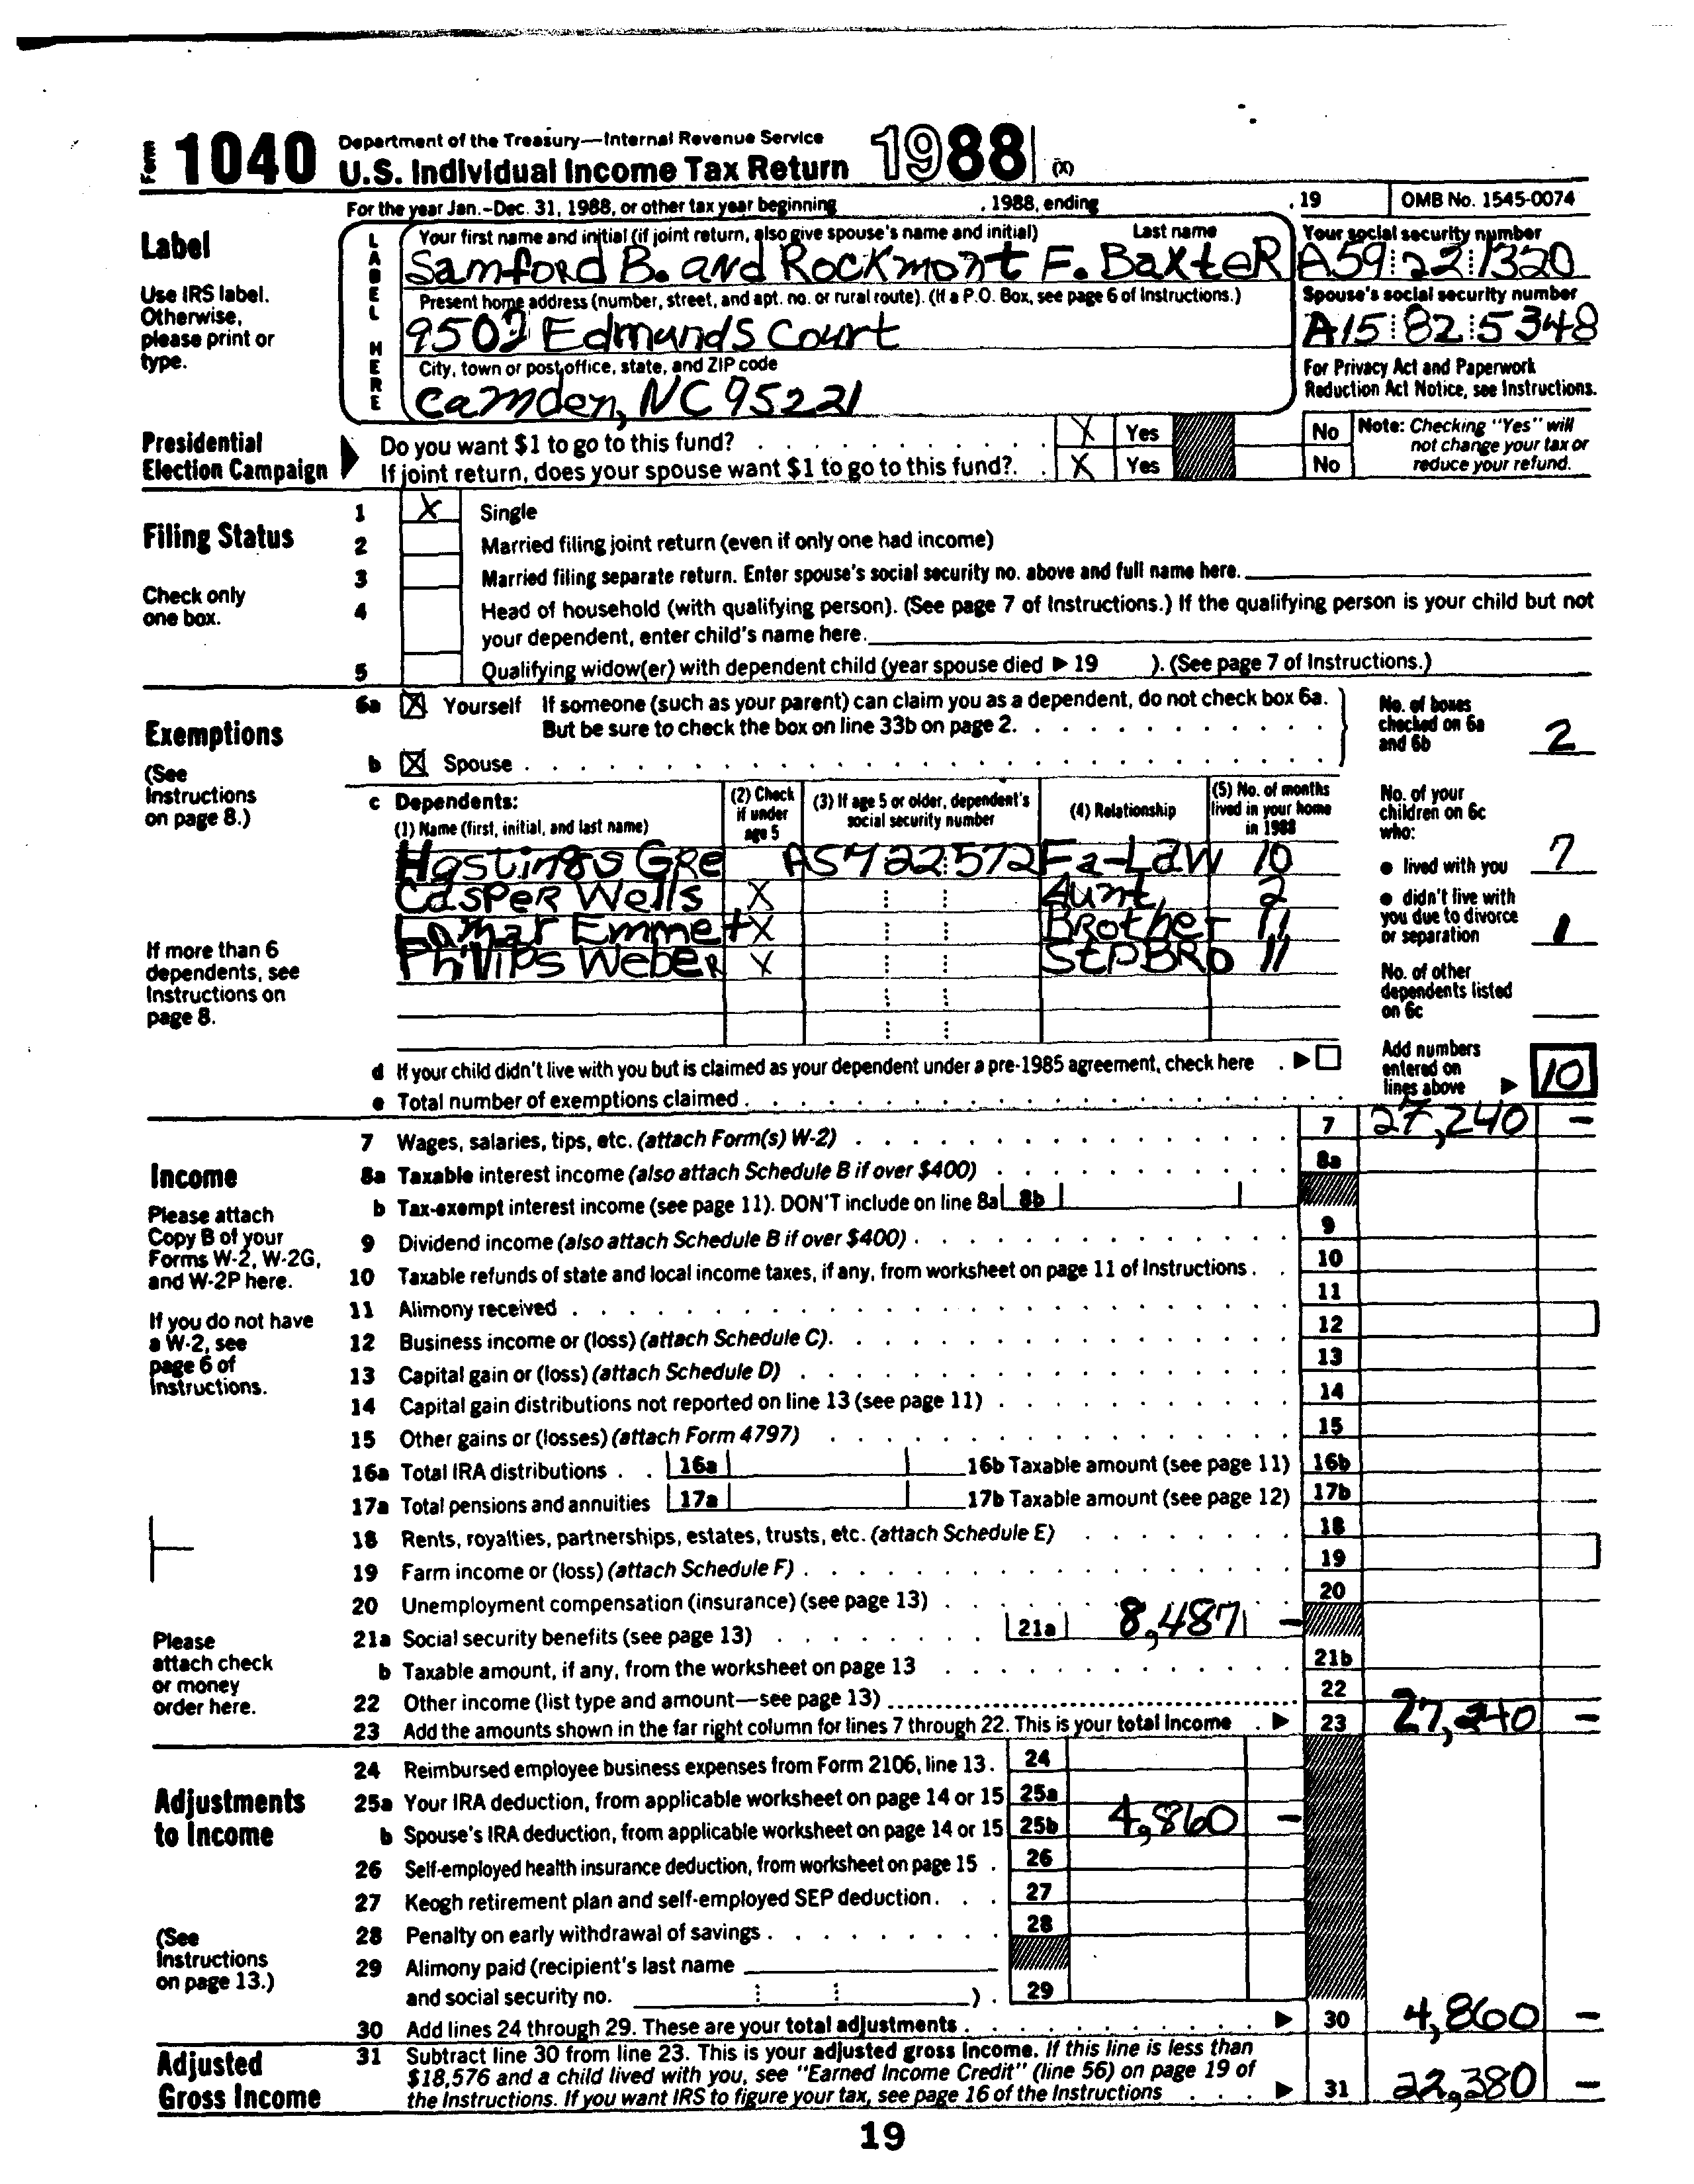 Form 1040 Department of the Treasury—Internal Revenue Service
U.S. Individual Income Tax Return 1988 (X)
For the year Jan.-Dec. 31, 1988, or other tax year beginning , 1988, ending , 19 OMB No. 1545-0074
Label
Use IRS label. Otherwise, please print or type.
LABEL HERE
Your first name and initial (if joint return, also give spouse's name and initial) Last name
Samford B. and Rockmont F. Baxter
Your social security number
A59 22 1320
Present home address (number, street, and apt. no. or rural route). (If a P.O. Box, see page 6 of Instructions.)
9502 Edmunds Court
Spouse's social security number
A15 82 5348
City, town or post office, state, and ZIP code
Camden, NC 95221
For Privacy Act and Paperwork Reduction Act Notice, see Instructions.
Presidential Election Campaign
Do you want $1 to go to this fund? X Yes No
If joint return, does your spouse want $1 to go to this fund? X Yes No
Note: Checking "Yes" will not change your tax or reduce your refund.
Filing Status
Check only one box.
1 X Single
2 Married filing joint return (even if only one had income)
3 Married filing separate return. Enter spouse's social security no. above and full name here.
4 Head of household (with qualifying person). (See page 7 of Instructions.) If the qualifying person is your child but not
your dependent, enter child's name here.
5 Qualifying widow(er) with dependent child (year spouse died ▶ 19 ). (See page 7 of Instructions.)
Exemptions
(See Instructions on page 8.)
6a X Yourself If someone (such as your parent) can claim you as a dependent, do not check box 6a.
But be sure to check the box on line 33b on page 2.
b X Spouse
No. of boxes checked on 6a and 6b 2
c Dependents:
(1) Name (first, initial, and last name) (2) Check if under age 5 (3) If age 5 or older, dependent's social security number (4) Relationship (5) No. of months lived in your home in 1988
Hastings Gre A5422 572 Fa-Law 10
Casper Wells X Aunt 2
Lamar Emmet X Brother 11
Philips Weber X StPBRO 11
If more than 6 dependents, see Instructions on page 8.
No. of your children on 6c who:
● lived with you 7
● didn't live with you due to divorce or separation 1
No. of other dependents listed on 6c
d If your child didn't live with you but is claimed as your dependent under a pre-1985 agreement, check here ▶
e Total number of exemptions claimed
Add numbers entered on lines above ▶ 10
Income
Please attach Copy B of your Forms W-2, W-2G, and W-2P here.
If you do not have a W-2, see page 6 of Instructions.
Please attach check or money order here.
7 Wages, salaries, tips, etc. (attach Form(s) W-2) 7 27,240 —
8a Taxable interest income (also attach Schedule B if over $400) 8a
b Tax-exempt interest income (see page 11). DON'T include on line 8a 8b
9 Dividend income (also attach Schedule B if over $400) 9
10 Taxable refunds of state and local income taxes, if any, from worksheet on page 11 of Instructions 10
11 Alimony received 11
12 Business income or (loss) (attach Schedule C) 12
13 Capital gain or (loss) (attach Schedule D) 13
14 Capital gain distributions not reported on line 13 (see page 11) 14
15 Other gains or (losses) (attach Form 4797) 15
16a Total IRA distributions 16a 16b Taxable amount (see page 11) 16b
17a Total pensions and annuities 17a 17b Taxable amount (see page 12) 17b
18 Rents, royalties, partnerships, estates, trusts, etc. (attach Schedule E) 18
19 Farm income or (loss) (attach Schedule F) 19
20 Unemployment compensation (insurance) (see page 13) 20
21a Social security benefits (see page 13) 21a 8,487 —
b Taxable amount, if any, from the worksheet on page 13 21b
22 Other income (list type and amount—see page 13) 22
23 Add the amounts shown in the far right column for lines 7 through 22. This is your total income ▶ 23 27,240 —
Adjustments to Income
(See Instructions on page 13.)
24 Reimbursed employee business expenses from Form 2106, line 13. 24
25a Your IRA deduction, from applicable worksheet on page 14 or 15 25a
b Spouse's IRA deduction, from applicable worksheet on page 14 or 15 25b 4,860 —
26 Self-employed health insurance deduction, from worksheet on page 15 26
27 Keogh retirement plan and self-employed SEP deduction 27
28 Penalty on early withdrawal of savings 28
29 Alimony paid (recipient's last name
and social security no. ) 29
30 Add lines 24 through 29. These are your total adjustments ▶ 30 4,860 —
Adjusted Gross Income
31 Subtract line 30 from line 23. This is your adjusted gross income. If this line is less than
$18,576 and a child lived with you, see "Earned Income Credit" (line 56) on page 19 of
the Instructions. If you want IRS to figure your tax, see page 16 of the Instructions ▶ 31 22,380 —
19